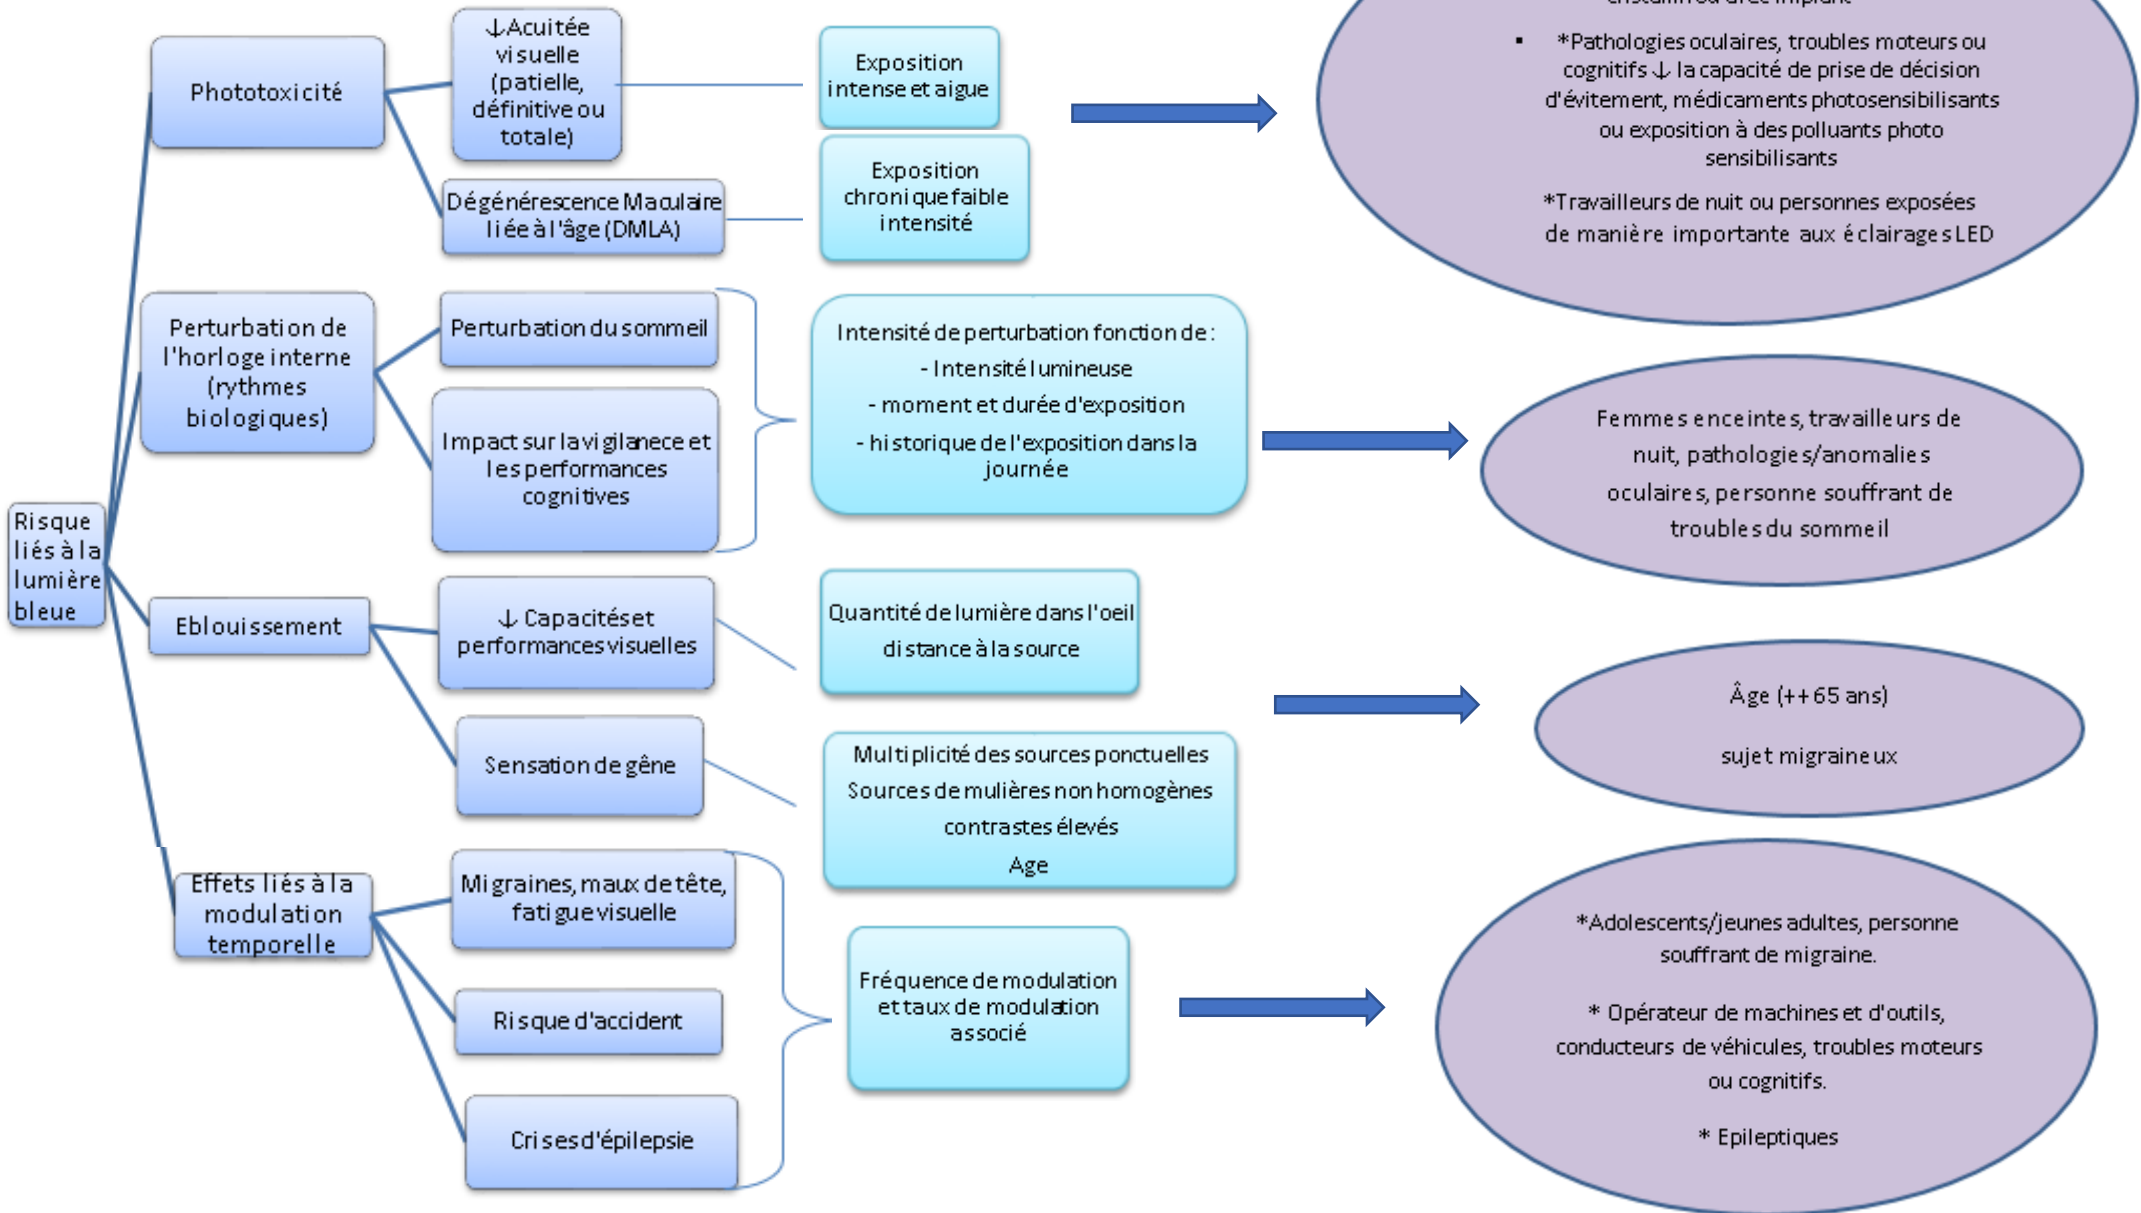 Risque
liés à la
lumière
bleue
Phototoxicité
↓Acuitée
visuelle
(patielle,
définitive ou
totale)
Exposition
intense et aigue
Dégénérescence Maculaire
liée à l'âge (DMLA)
Exposition
chronique faible
intensité
▪ *Pathologies oculaires, troubles moteurs ou
cognitifs ↓ la capacité de prise de décision
d'évitement, médicaments photosensibilisants
ou exposition à des polluants photo
sensibilisants
*Travailleurs de nuit ou personnes exposées
de manière importante aux éclairages LED
Perturbation de
l'horloge interne
(rythmes
biologiques)
Perturbation du sommeil
Impact sur la vigilanece et
les performances
cognitives
Intensité de perturbation fonction de :
- Intensité lumineuse
- moment et durée d'exposition
- historique de l'exposition dans la
journée
Femmes enceintes, travailleurs de
nuit, pathologies/anomalies
oculaires, personne souffrant de
troubles du sommeil
Eblouissement
↓ Capacités et
performances visuelles
Quantité de lumière dans l'oeil
distance à la source
Sensation de gêne
Multiplicité des sources ponctuelles
Sources de mulières non homogènes
contrastes élevés
Age
Âge (++ 65 ans)
sujet migraineux
Effets liés à la
modulation
temporelle
Migraines, maux de tête,
fatigue visuelle
Risque d'accident
Crises d'épilepsie
Fréquence de modulation
et taux de modulation
associé
*Adolescents/jeunes adultes, personne
souffrant de migraine.
* Opérateur de machines et d'outils,
conducteurs de véhicules, troubles moteurs
ou cognitifs.
* Epileptiques